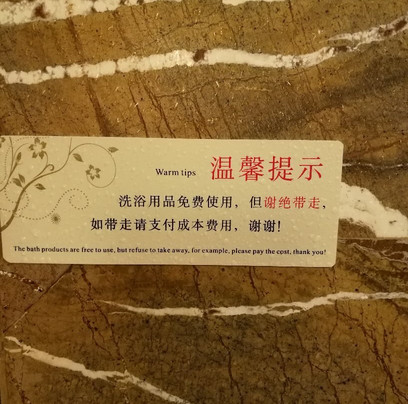 Warm tips 温馨提示
洗浴用品免费使用，但谢绝带走，
如带走请支付成本费用，谢谢！
The bath products are free to use, but refuse to take away, for example, please pay the cost, thank you!